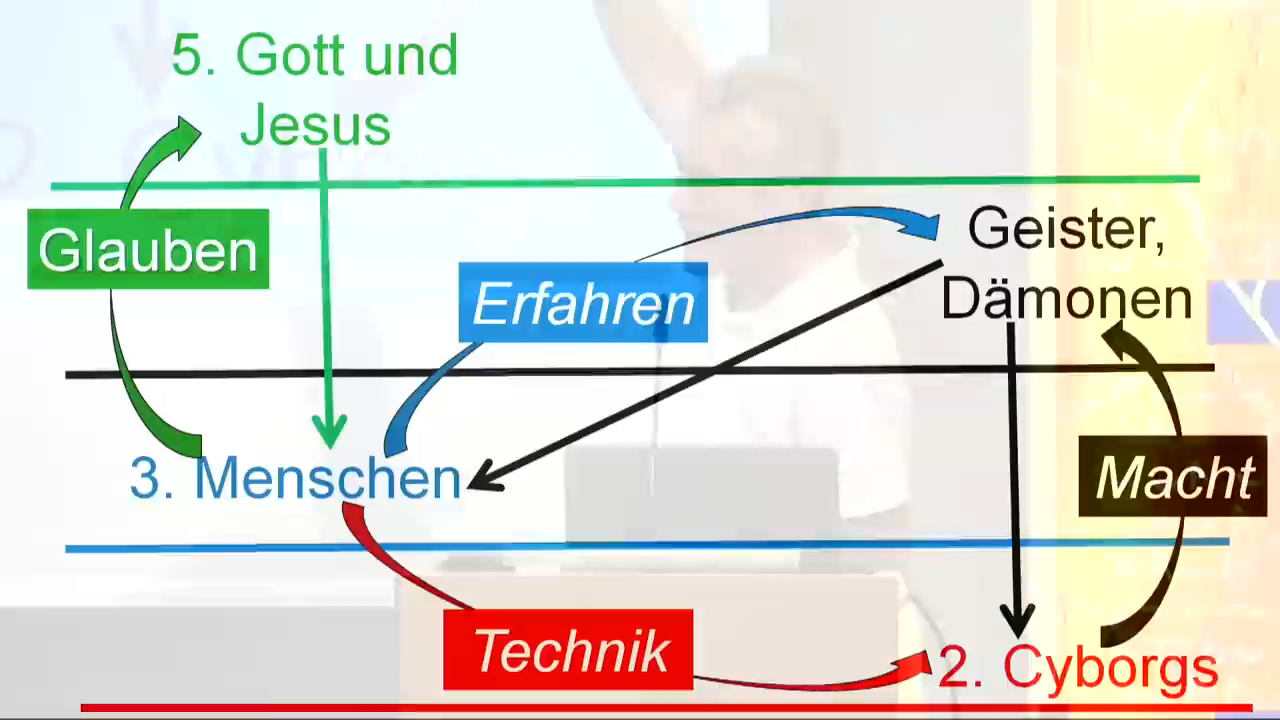 5. Gott und
Jesus
Glauben
Geister,
Dämonen
Erfahren
3. Menschen
Macht
Technik
2. Cyborgs